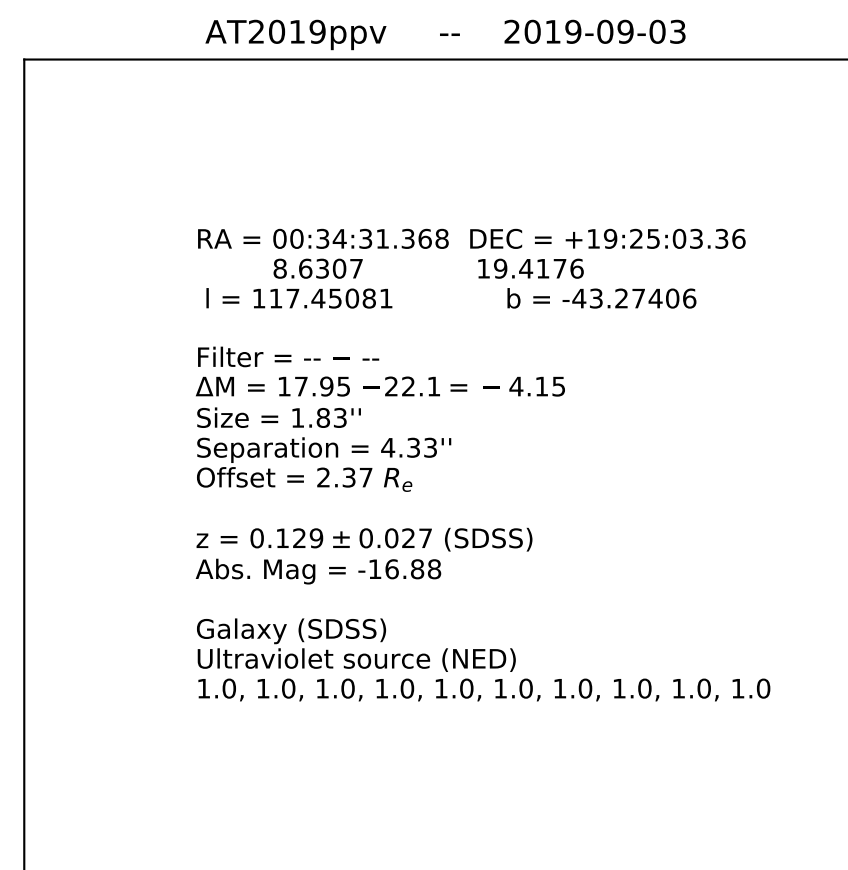 AT2019ppv -- 2019-09-03
RA = 00:34:31.368 DEC = +19:25:03.36
8.6307 19.4176
l = 117.45081 b = -43.27406
Filter = -- − --
ΔM = 17.95 −22.1 = − 4.15
Size = 1.83''
Separation = 4.33''
Offset = 2.37 Rₑ
z = 0.129 ± 0.027 (SDSS)
Abs. Mag = -16.88
Galaxy (SDSS)
Ultraviolet source (NED)
1.0, 1.0, 1.0, 1.0, 1.0, 1.0, 1.0, 1.0, 1.0, 1.0